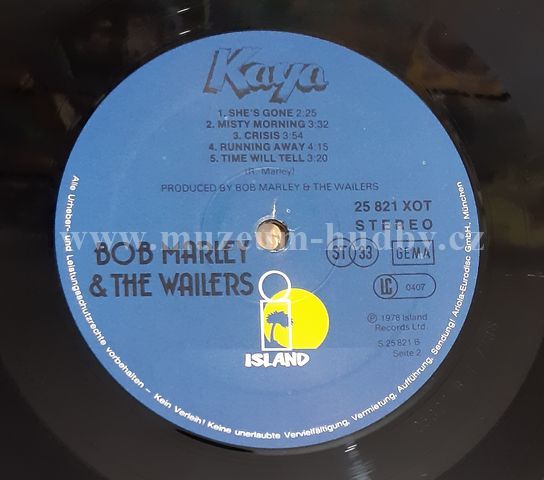 Kaya
1. SHE'S GONE 2:25
2. MISTY MORNING 3:32
3. CRISIS 3:54
4. RUNNING AWAY 4:15
5. TIME WILL TELL 3:20
(R. Marley)
PRODUCED BY BOB MARLEY & THE WAILERS
25 821 XOT
STEREO
www.muzeum-hudby.cz
BOB MARLEY
& THE WAILERS
ST 33 GEMA
LC 0407
℗ 1978 Island
Records Ltd.
S 25 821 B
Seite 2
ISLAND
Alle Urheber- und Leistungsschutzrechte vorbehalten – Kein Verleih! Keine unerlaubte Vervielfältigung, Vermietung, Aufführung, Sendung! Ariola-Eurodisc GmbH, München